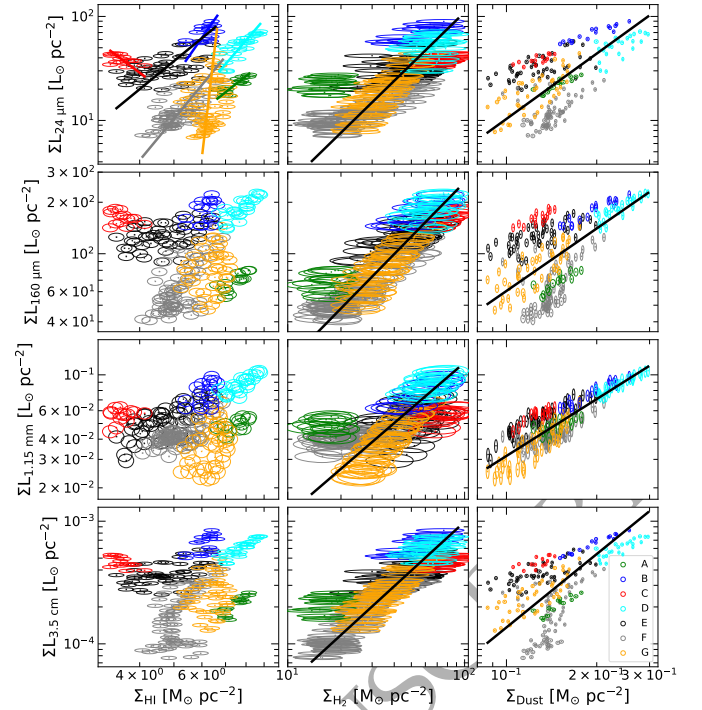 10²
10¹
ΣL₂₄ μm [L⊙ pc⁻²]
3 × 10²
2 × 10²
10²
6 × 10¹
4 × 10¹
ΣL₁₆₀ μm [L⊙ pc⁻²]
10⁻¹
6 × 10⁻²
4 × 10⁻²
3 × 10⁻²
2 × 10⁻²
ΣL₁.₁₅ mm [L⊙ pc⁻²]
10⁻³
10⁻⁴
ΣL₃.₅ cm [L⊙ pc⁻²]
A
B
C
D
E
F
G
4 × 10⁰ 6 × 10⁰ 10¹ 10² 10⁻¹ 2 × 10⁻¹ 3 × 10⁻¹
Σ_HI [M⊙ pc⁻²] Σ_H₂ [M⊙ pc⁻²] Σ_Dust [M⊙ pc⁻²]